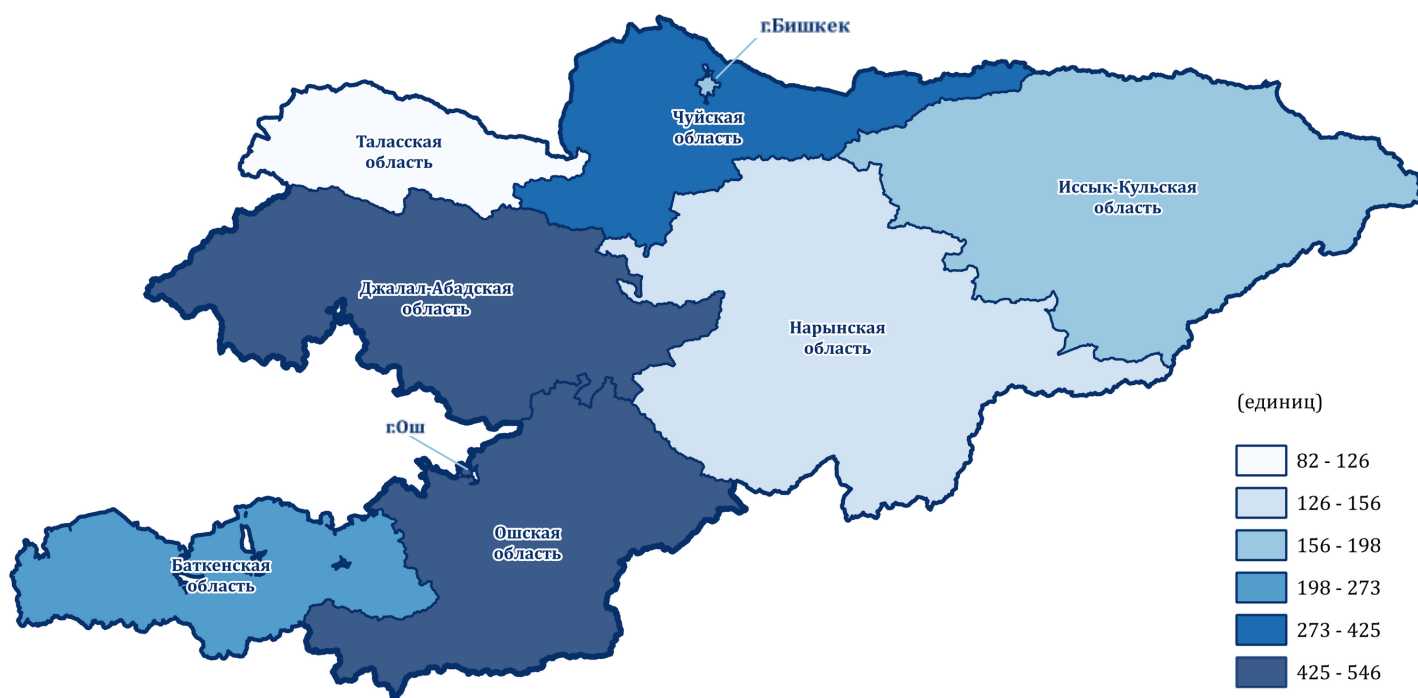 г.Бишкек
Чуйская
область
Таласская
область
Иссык-Кульская
область
Джалал-Абадская
область
Нарынская
область
г.Ош
Ошская
область
Баткенская
область
(единиц)
82 - 126
126 - 156
156 - 198
198 - 273
273 - 425
425 - 546